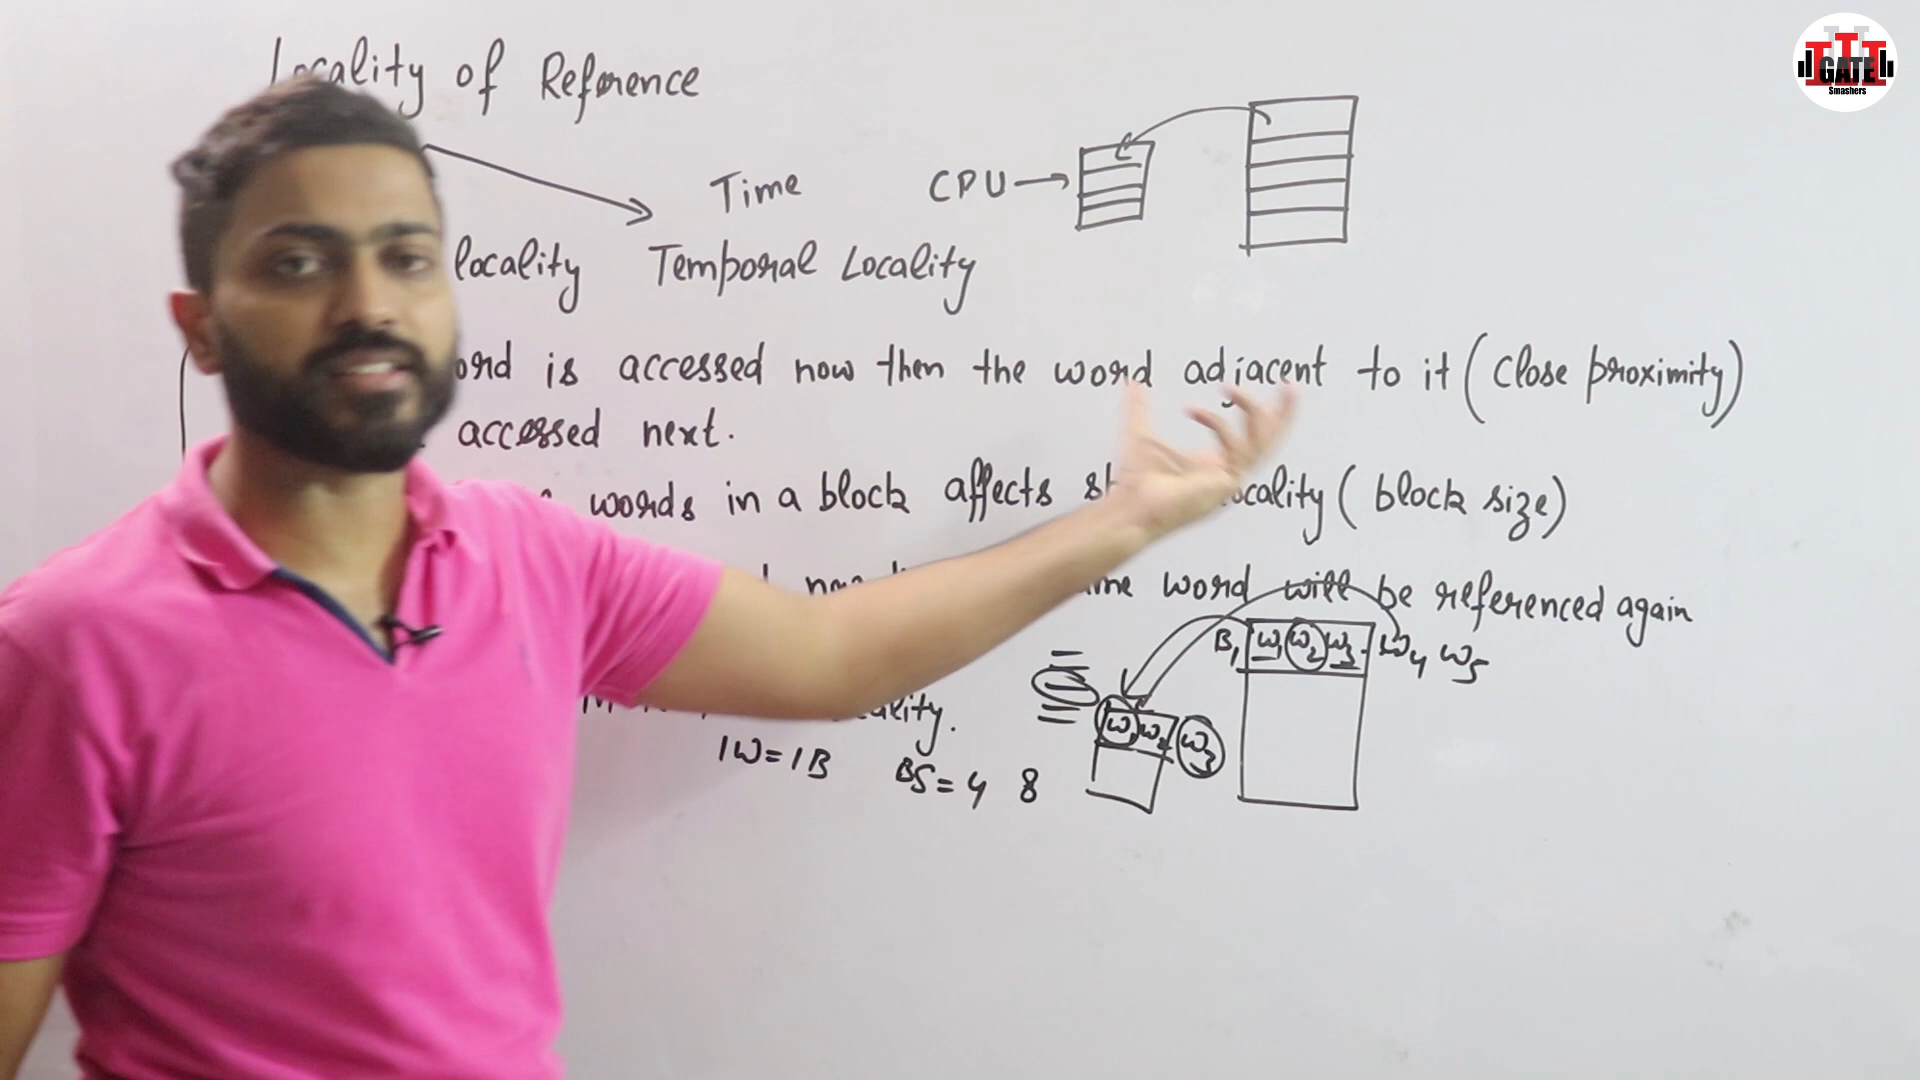 Locality of Reference
Time
CPU
locality Temporal Locality
is accessed now then the word adjacent to it (Close proximity)
accessed next.
words in a block affects (block size)
word will be referenced again
B1 w1 w2 w3 w4 w5
w1 w2 w3
1W=1B BS=4 8
GATE
Smashers